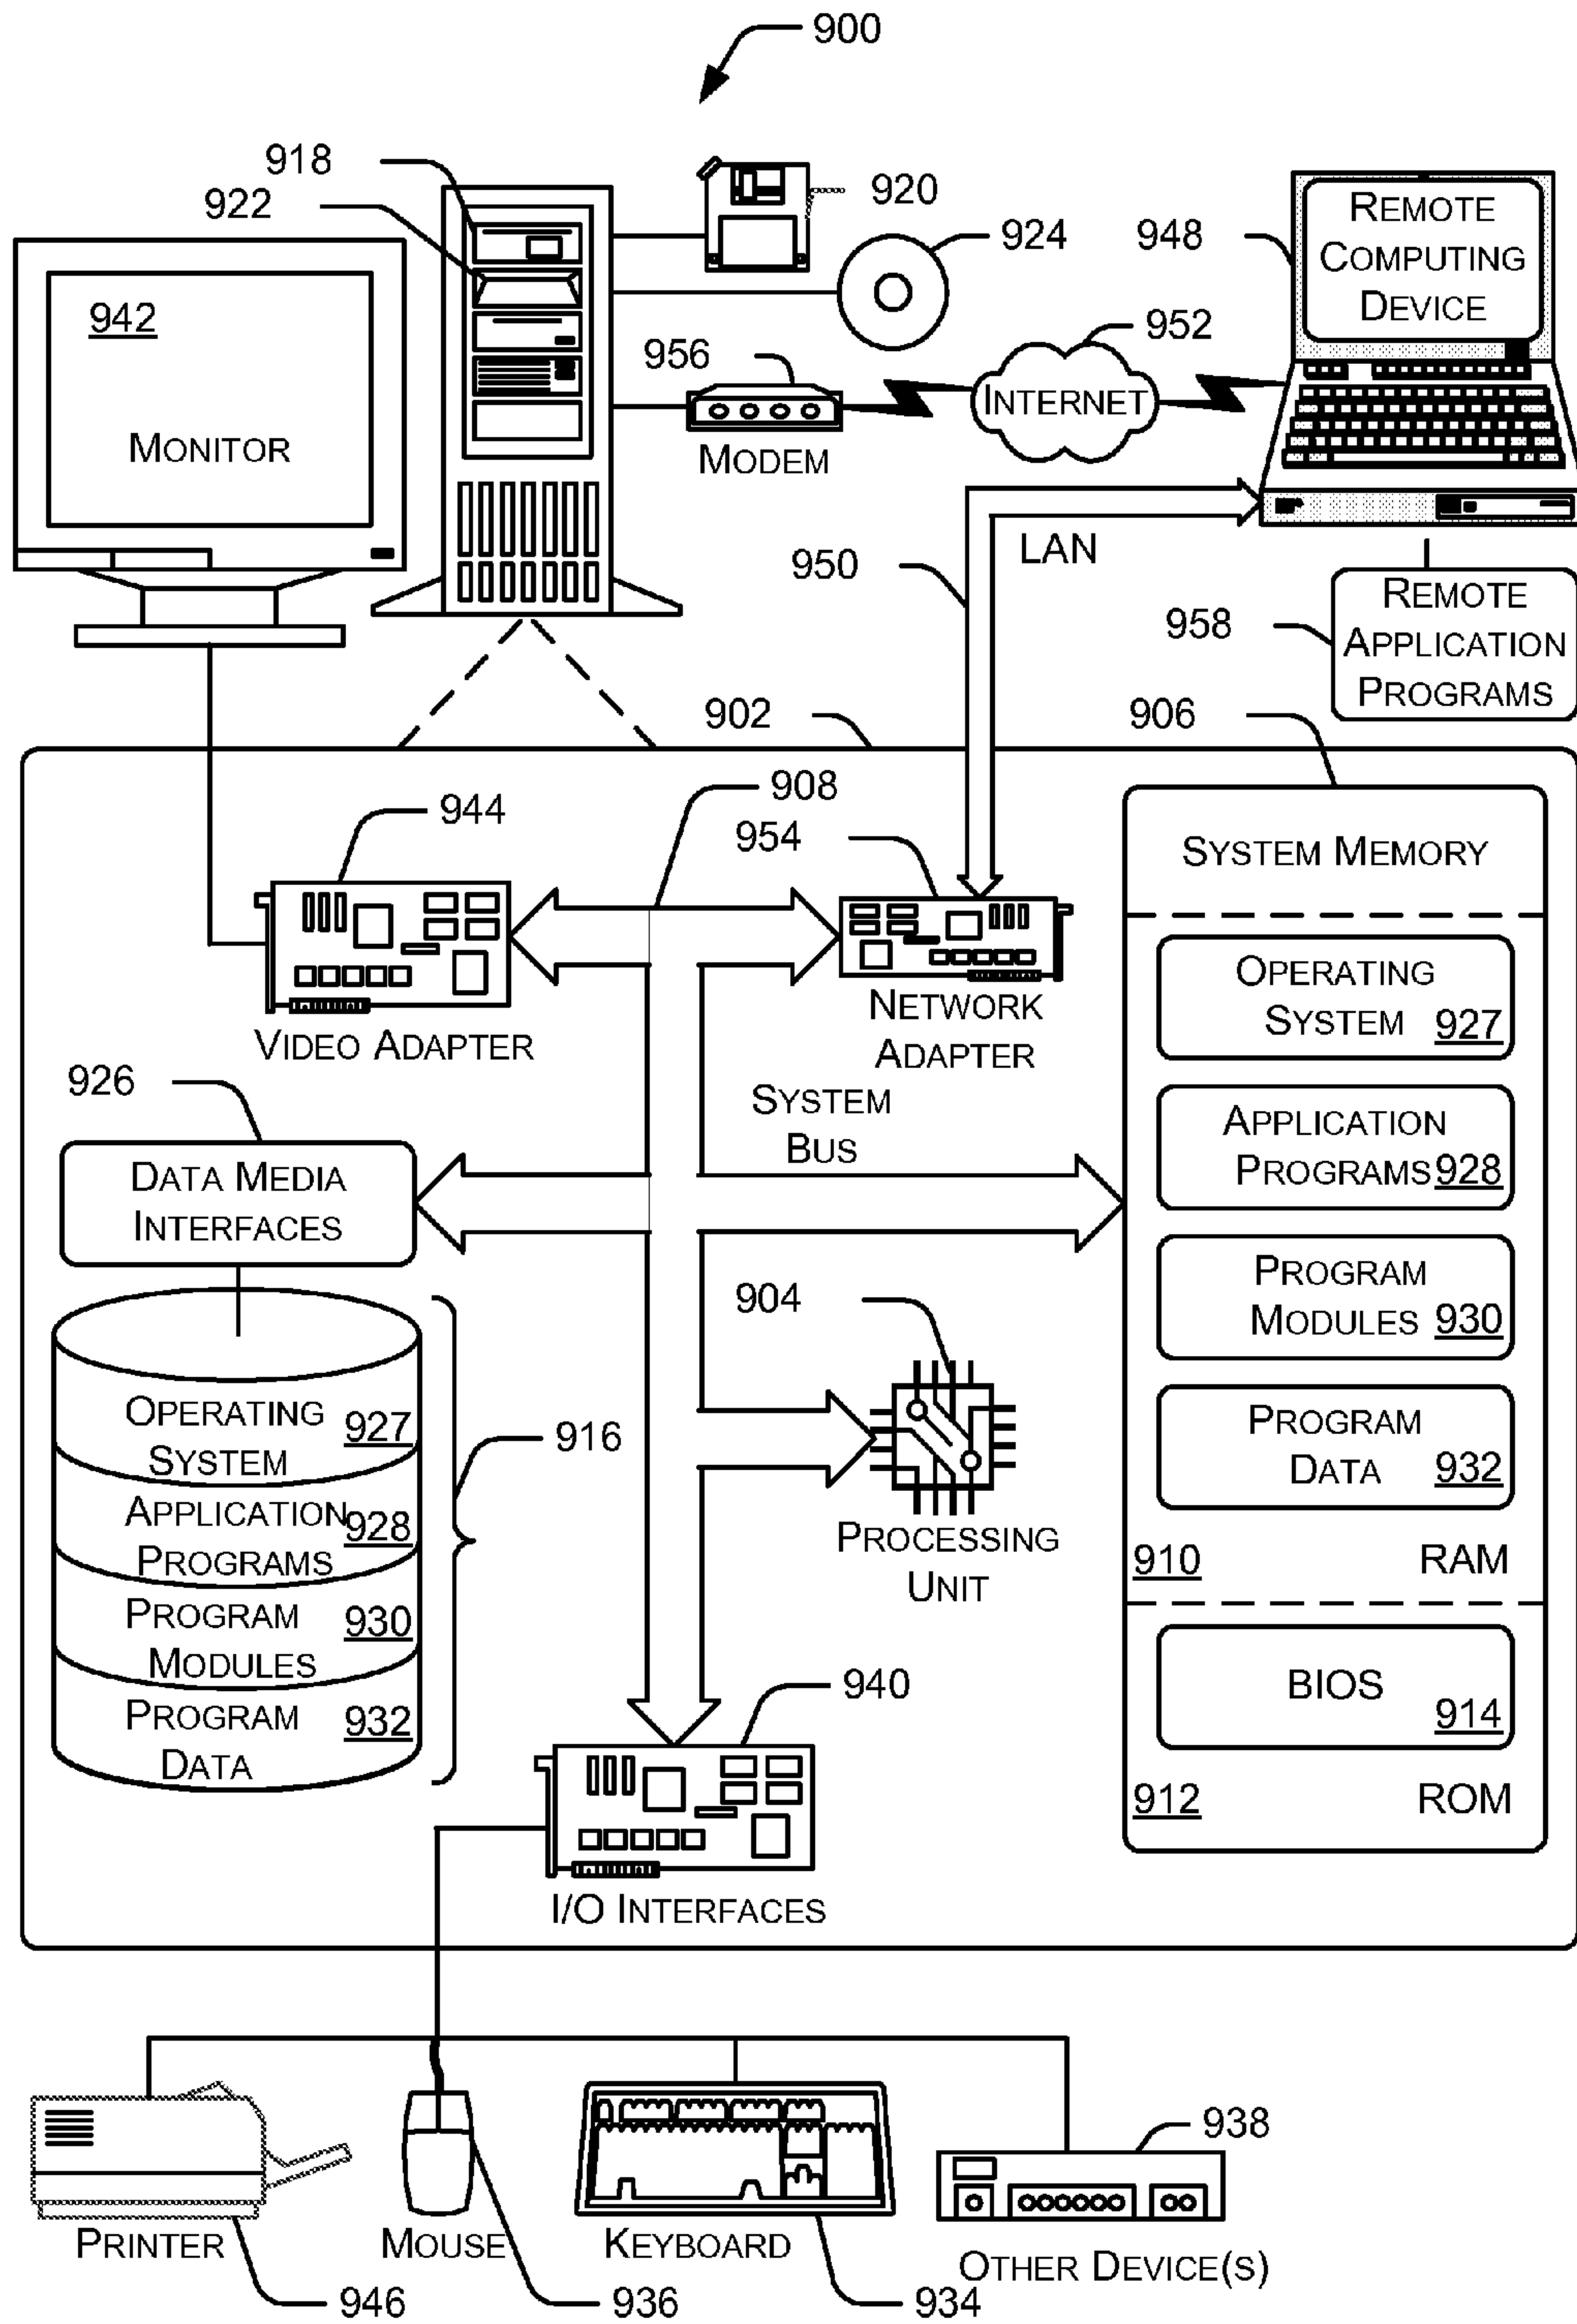 900
918
922
920
924
948
REMOTE
COMPUTING
DEVICE
942
MONITOR
956
MODEM
952
INTERNET
LAN
950
958
REMOTE
APPLICATION
PROGRAMS
902
906
908
944
954
SYSTEM MEMORY
VIDEO ADAPTER
NETWORK
ADAPTER
OPERATING
SYSTEM 927
926
SYSTEM
BUS
APPLICATION
PROGRAMS 928
DATA MEDIA
INTERFACES
PROGRAM
MODULES 930
904
OPERATING
SYSTEM 927
916
APPLICATION
PROGRAMS 928
PROGRAM
MODULES 930
PROGRAM
DATA 932
PROCESSING
UNIT
PROGRAM
DATA 932
910 RAM
BIOS
914
912 ROM
940
I/O INTERFACES
938
PRINTER
MOUSE
KEYBOARD
OTHER DEVICE(S)
946
936
934